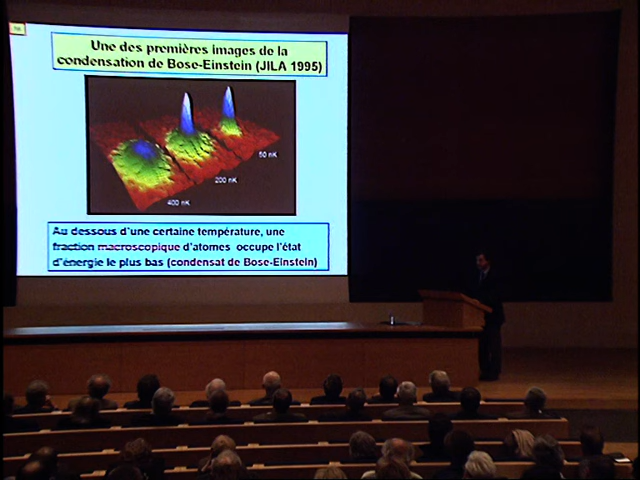 Une des premières images de la
condensation de Bose-Einstein (JILA 1995)
50 nK
200 nK
400 nK
Au dessous d'une certaine température, une
fraction macroscopique d'atomes occupe l'état
d'énergie le plus bas (condensat de Bose-Einstein)